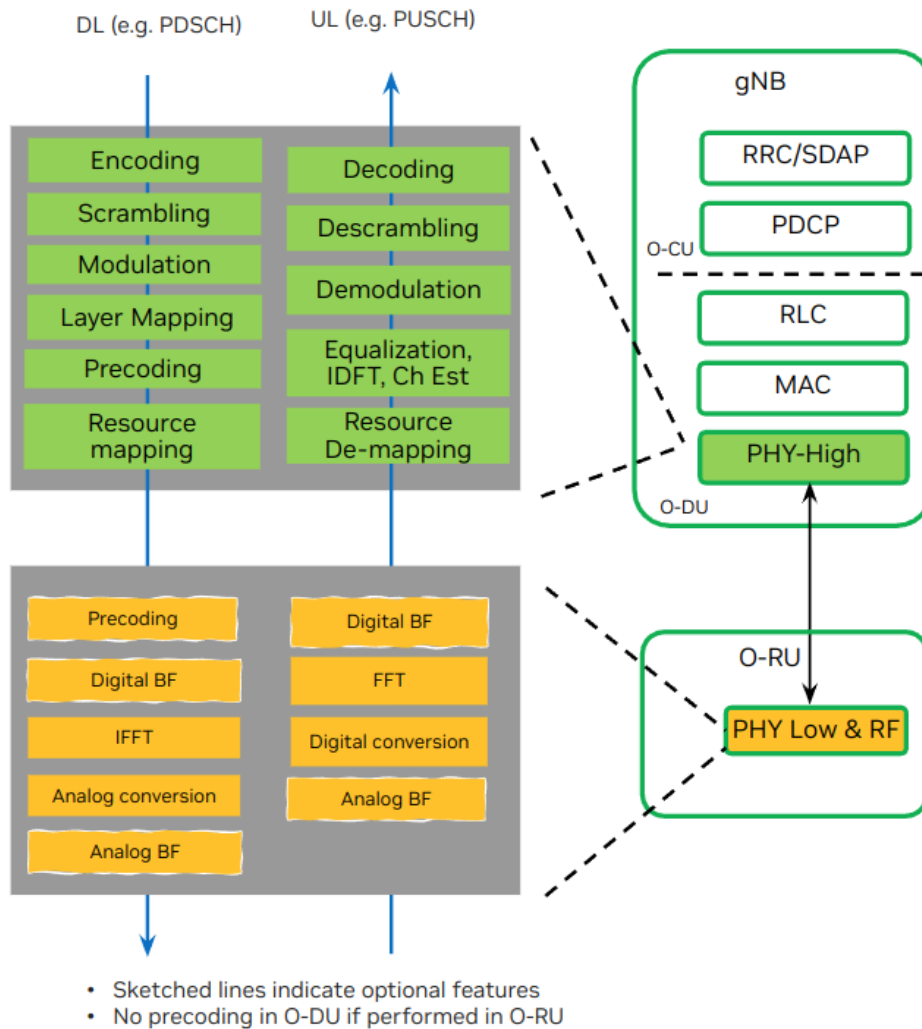 DL (e.g. PDSCH)
UL (e.g. PUSCH)
Encoding
Scrambling
Modulation
Layer Mapping
Precoding
Resource
mapping
Decoding
Descrambling
Demodulation
Equalization,
IDFT, Ch Est
Resource
De-mapping
Precoding
Digital BF
IFFT
Analog conversion
Analog BF
Digital BF
FFT
Digital conversion
Analog BF
gNB
RRC/SDAP
PDCP
O-CU
RLC
MAC
PHY-High
O-DU
O-RU
PHY Low & RF
• Sketched lines indicate optional features
• No precoding in O-DU if performed in O-RU